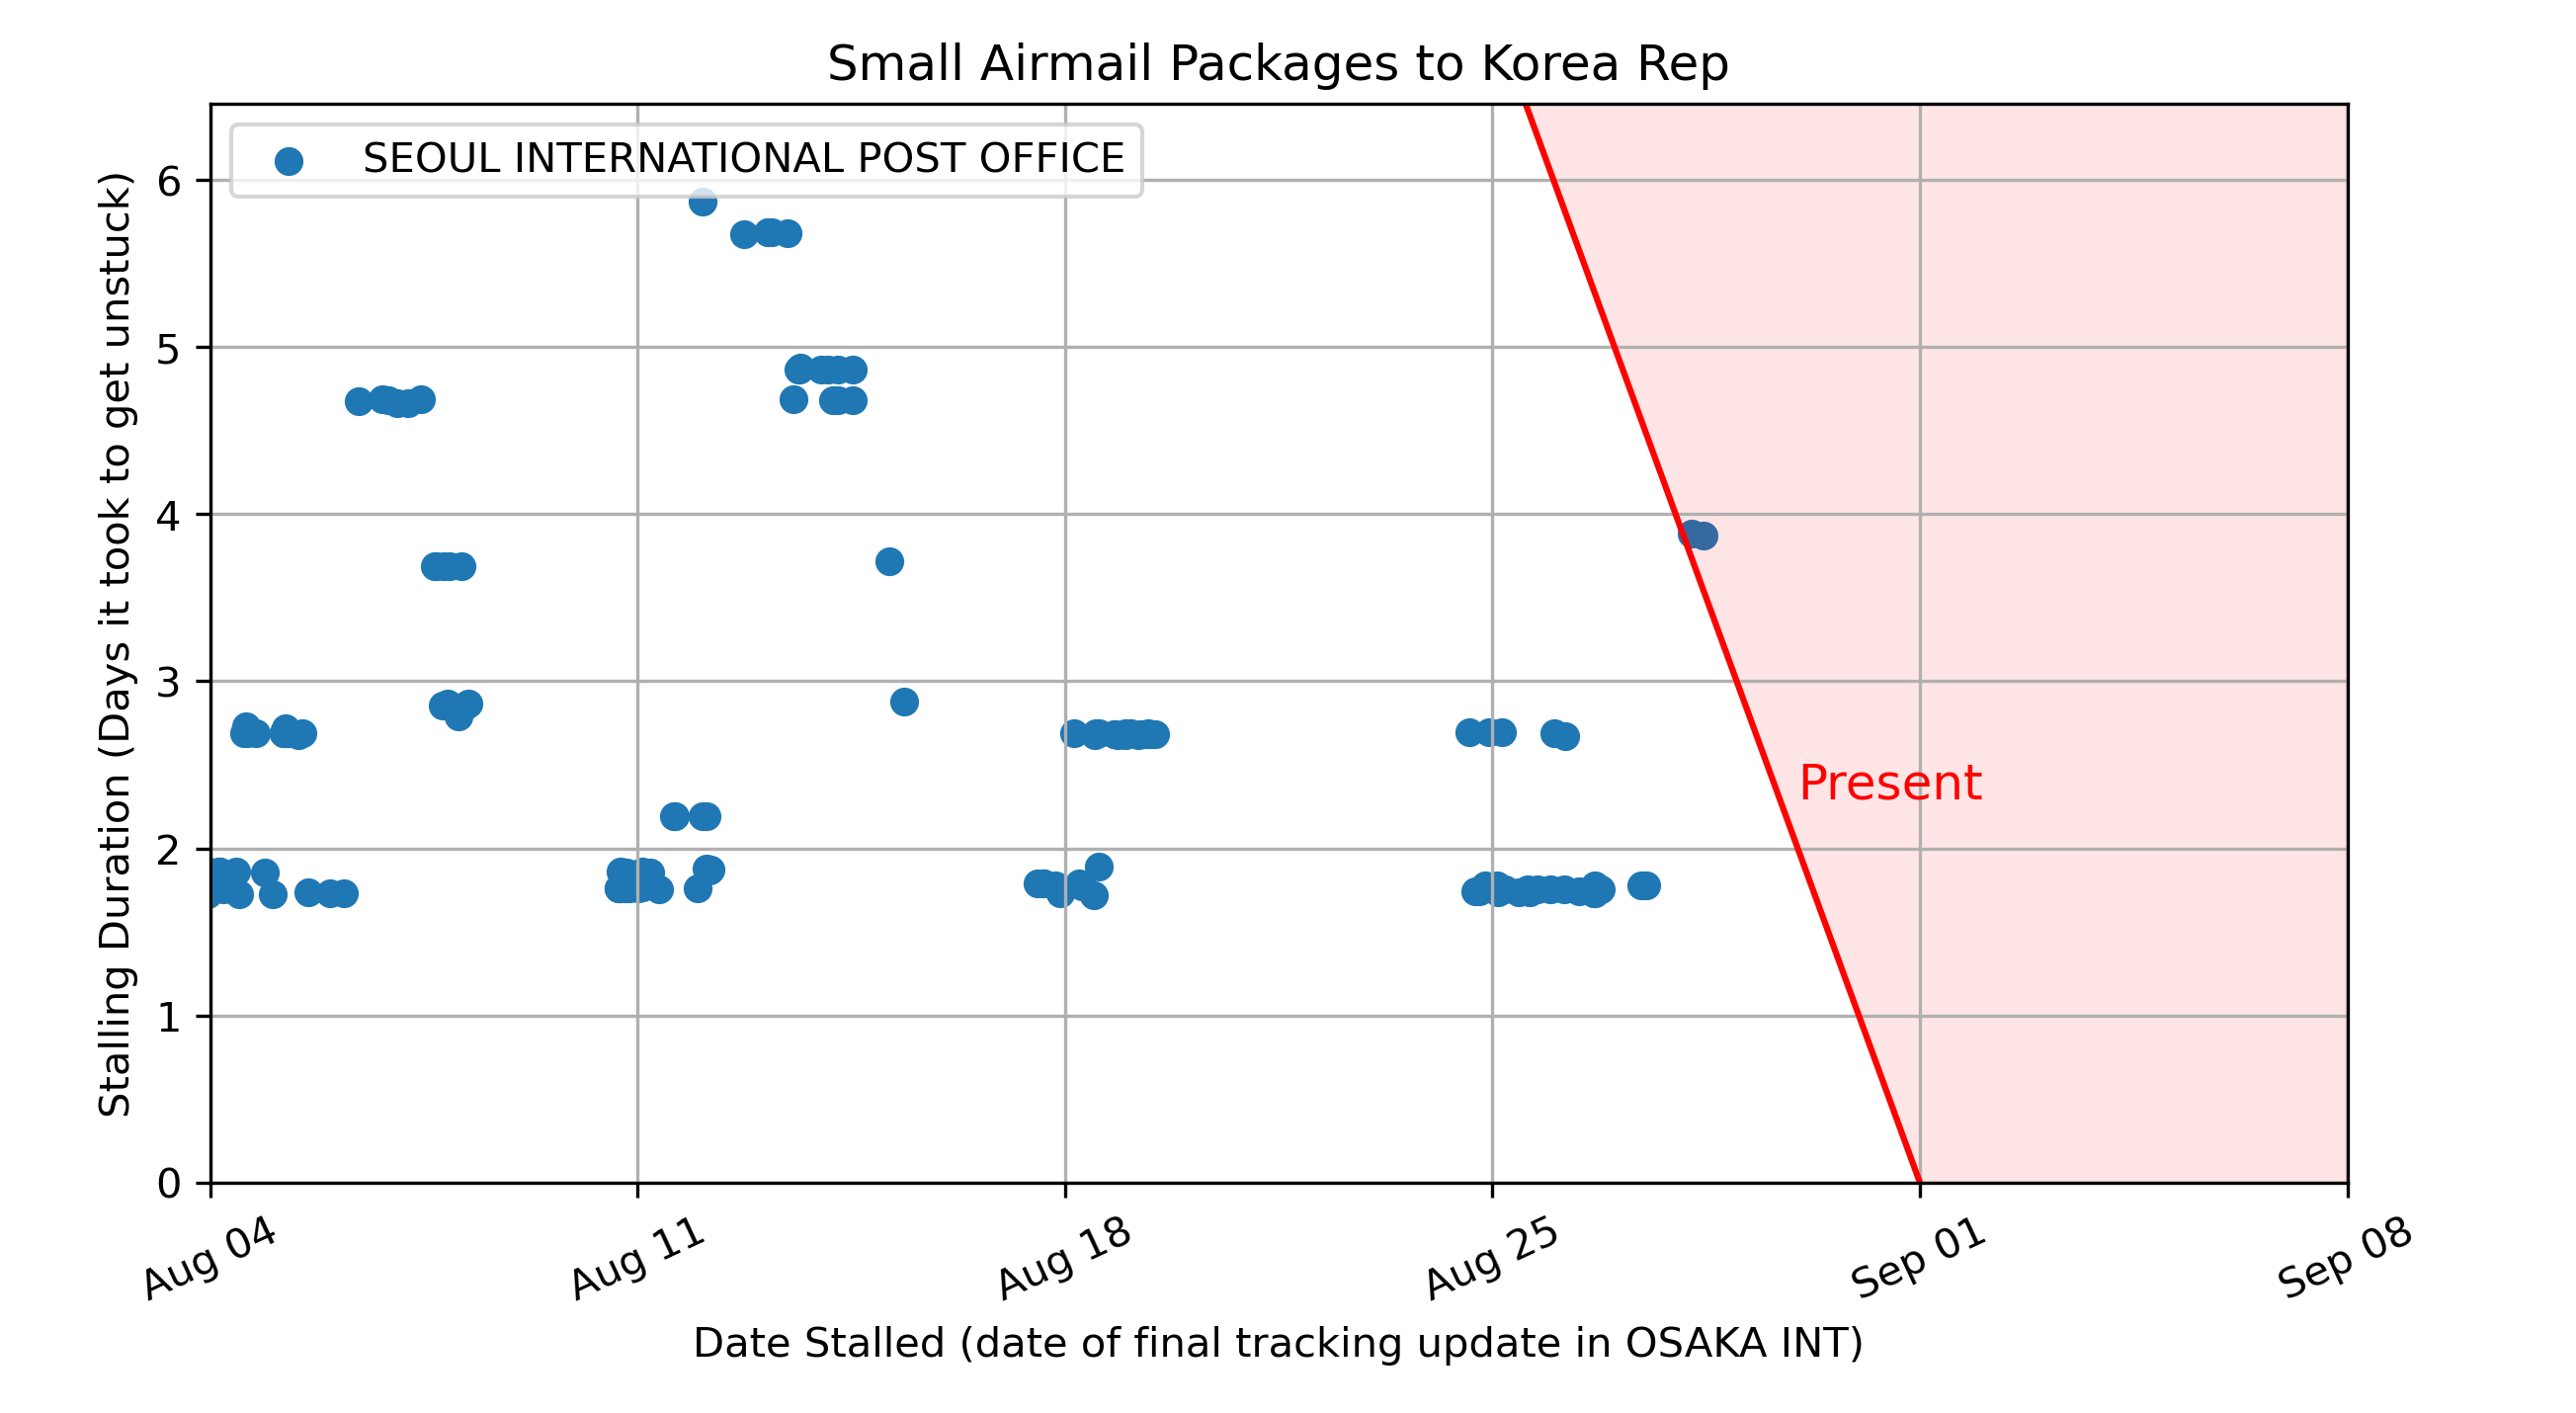 Small Airmail Packages to Korea Rep
SEOUL INTERNATIONAL POST OFFICE
Stalling Duration (Days it took to get unstuck)
6
5
4
3
2
1
0
Present
Aug 04
Aug 11
Aug 18
Aug 25
Sep 01
Sep 08
Date Stalled (date of final tracking update in OSAKA INT)